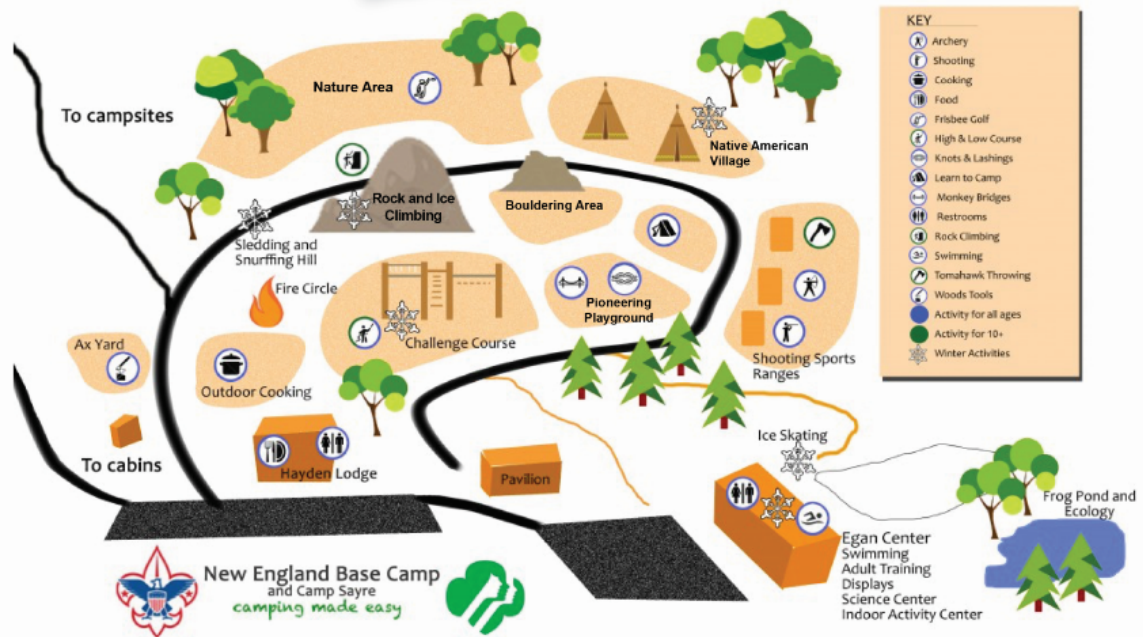 To campsites
Nature Area
Native American
Village
Rock and Ice
Climbing
Bouldering Area
Sledding and
Snurffing Hill
Fire Circle
Pioneering
Playground
Challenge Course
Ax Yard
Outdoor Cooking
Shooting Sports
Ranges
To cabins
Hayden Lodge
Pavilion
Ice Skating
Frog Pond and
Ecology
Egan Center
Swimming
Adult Training
Displays
Science Center
Indoor Activity Center
New England Base Camp
and Camp Sayre
camping made easy
KEY
Archery
Shooting
Cooking
Food
Frisbee Golf
High & Low Course
Knots & Lashings
Learn to Camp
Monkey Bridges
Restrooms
Rock Climbing
Swimming
Tomahawk Throwing
Woods Tools
Activity for all ages
Activity for 10+
Winter Activities